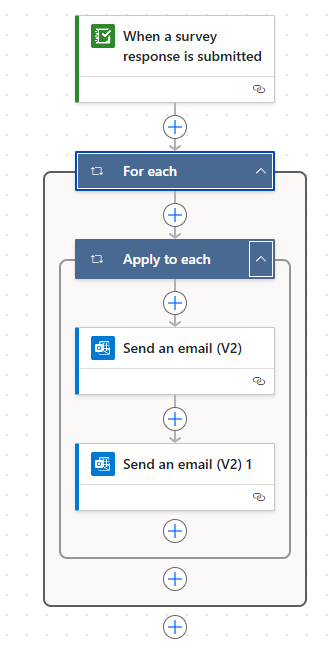 When a survey
response is submitted
For each
Apply to each
Send an email (V2)
Send an email (V2) 1